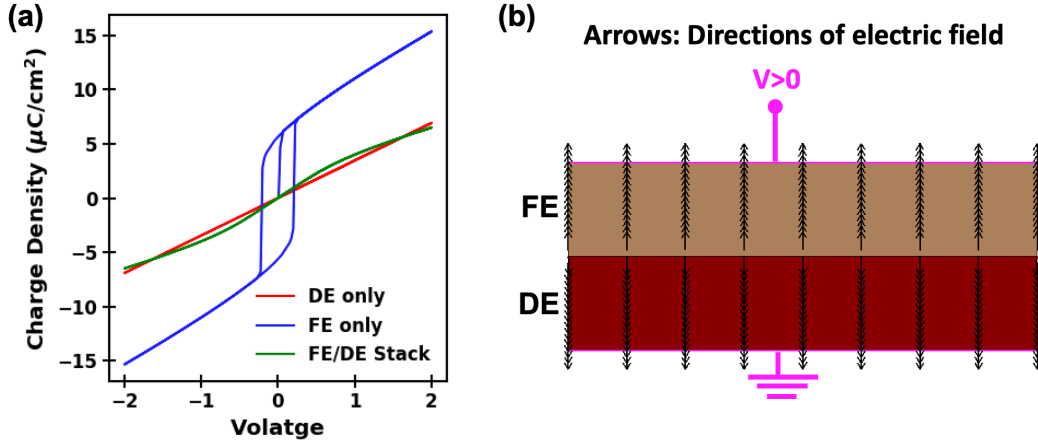 (a)
Charge Density (μC/cm²)
15
10
5
0
−5
−10
−15
DE only
FE only
FE/DE Stack
−2
−1
0
1
2
Volatge
(b)
Arrows: Directions of electric field
V>0
FE
DE